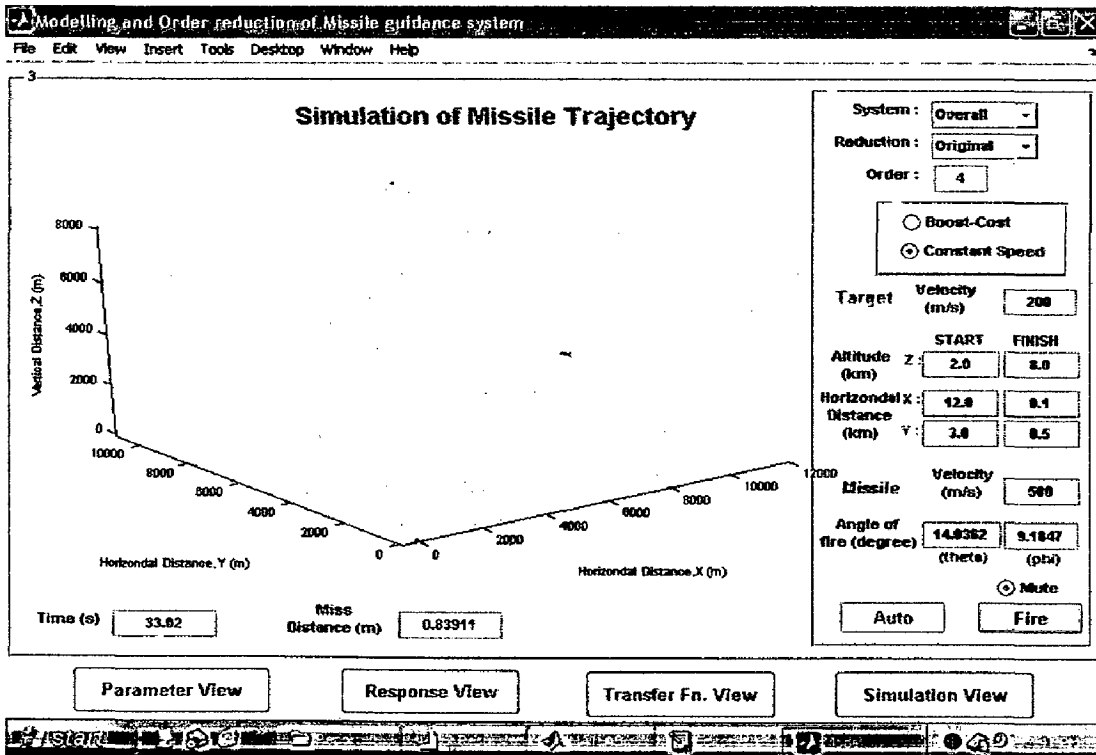 Modelling and Order reduction of Missile guidance system
File Edit View Insert Tools Desktop Window Help
3
Simulation of Missile Trajectory
System : Overall
Reduction : Original
Order : 4
Boost-Cost
Constant Speed
Target Velocity (m/s) 200
START FINISH
Altitude (km) Z : 2.0 8.0
Horizondal Distance (km) X : 12.0 0.1
Y : 3.0 0.5
Missile Velocity (m/s) 500
Angle of fire (degree) 14.0362 9.1847
(theta) (phi)
Mute
Auto Fire
Vertical Distance,Z (m)
8000
6000
4000
2000
0
10000 8000 6000 4000 2000 0
Horizondal Distance,Y (m)
0 2000 4000 6000 8000 10000 12000
Horizondal Distance,X (m)
Time (s) 33.02
Miss Distance (m) 0.83911
Parameter View Response View Transfer Fn. View Simulation View
start